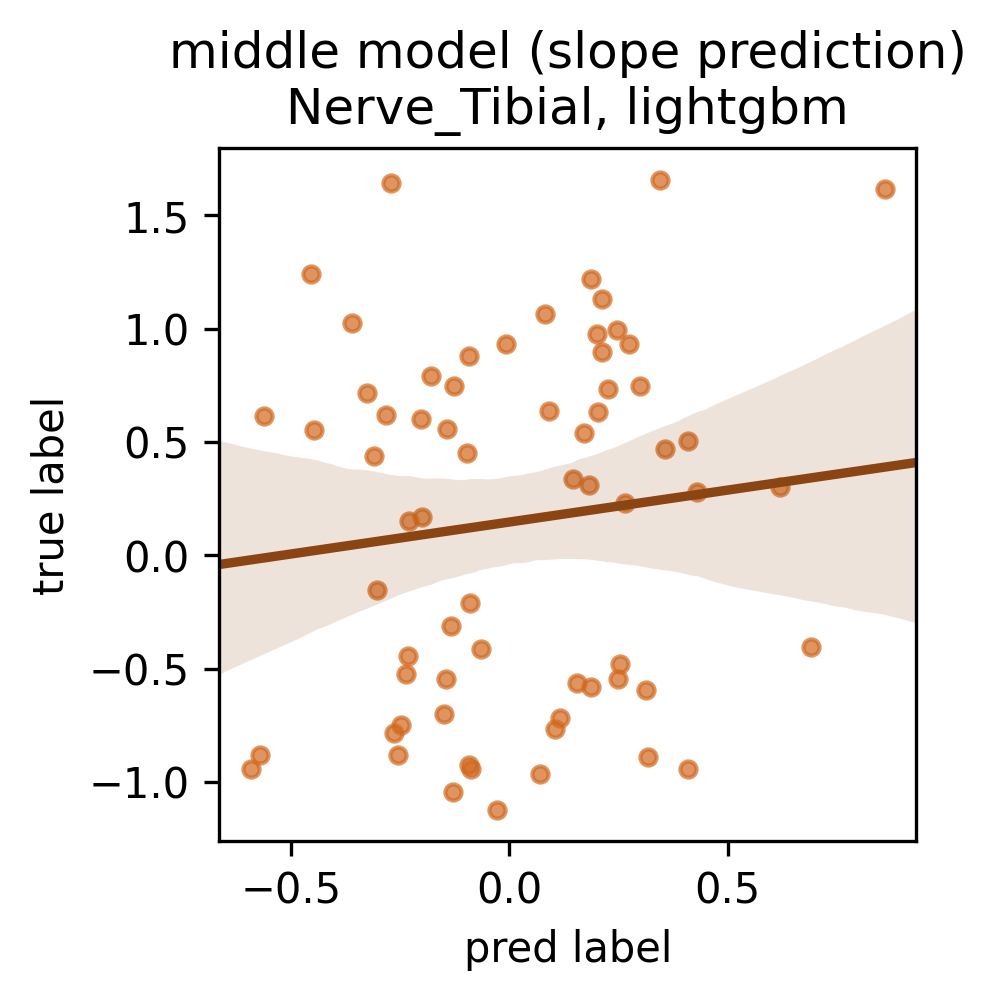 middle model (slope prediction)
Nerve_Tibial, lightgbm
1.5
1.0
0.5
0.0
−0.5
−1.0
true label
−0.5 0.0 0.5
pred label